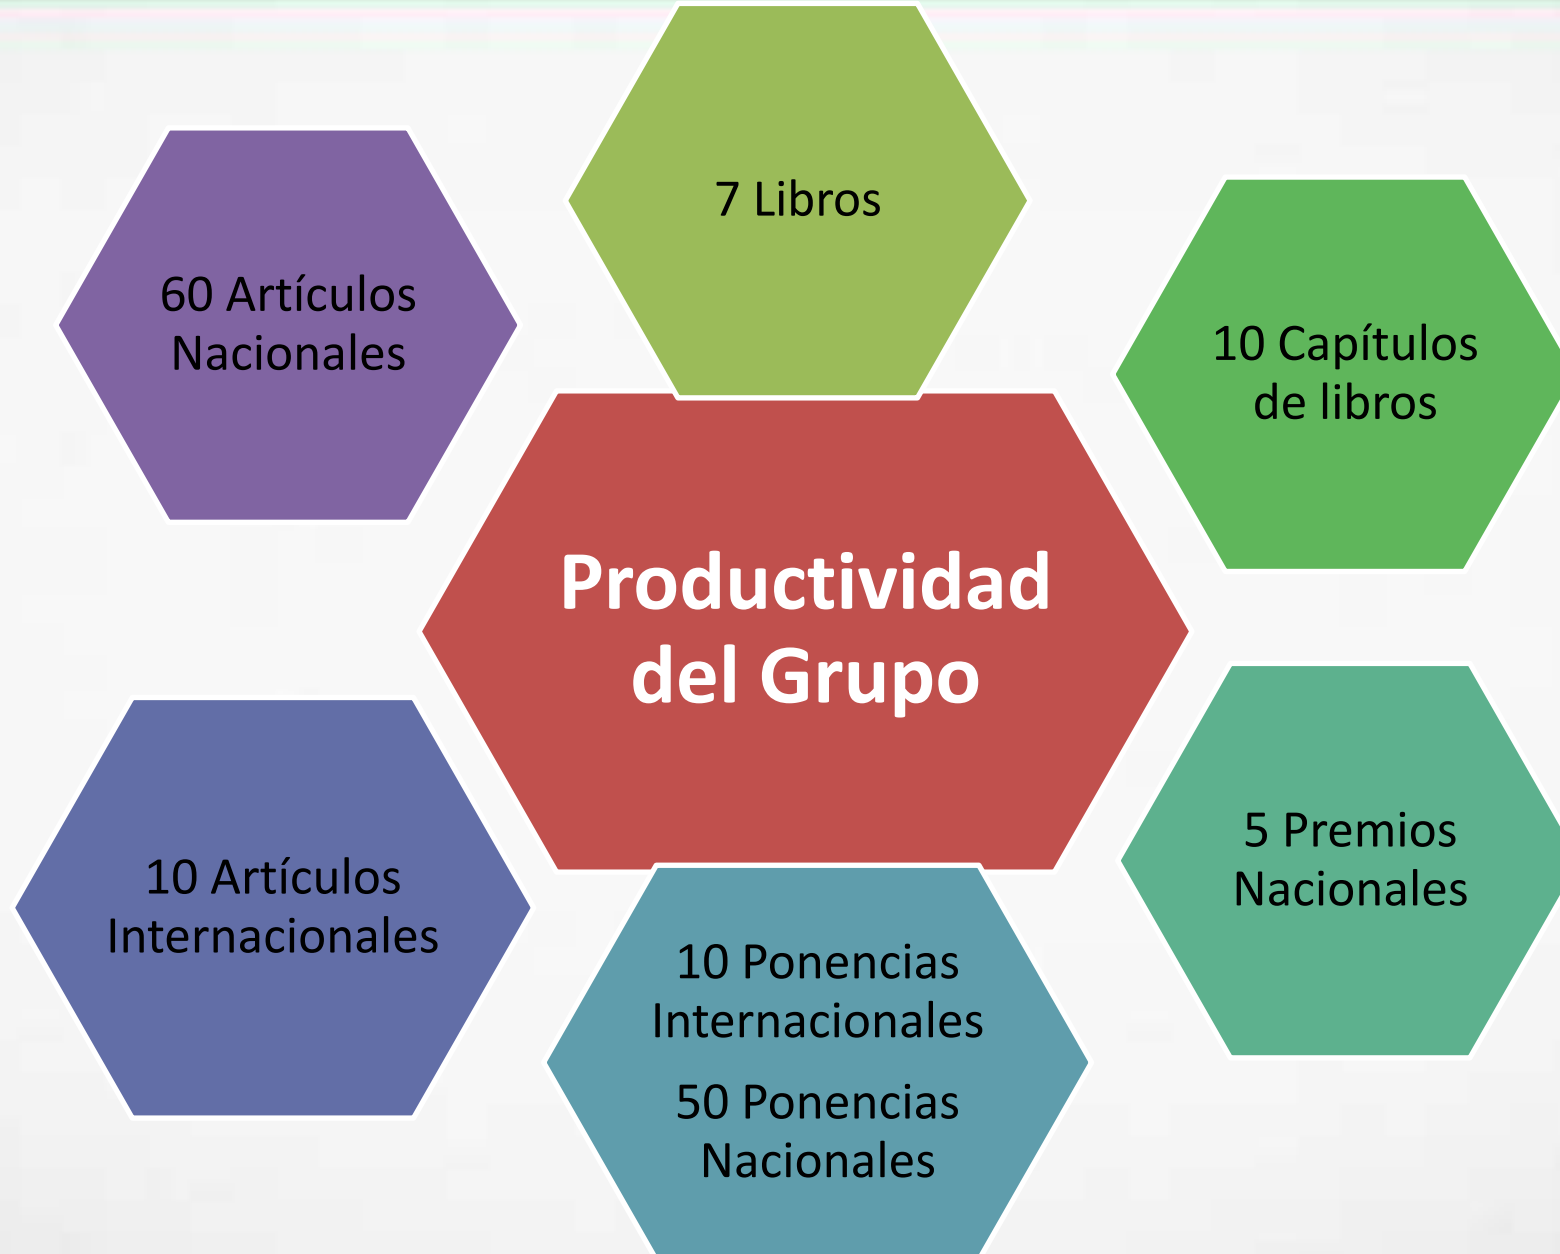 7 Libros
60 Artículos
Nacionales
10 Capítulos
de libros
Productividad
del Grupo
5 Premios
Nacionales
10 Artículos
Internacionales
10 Ponencias
Internacionales
50 Ponencias
Nacionales